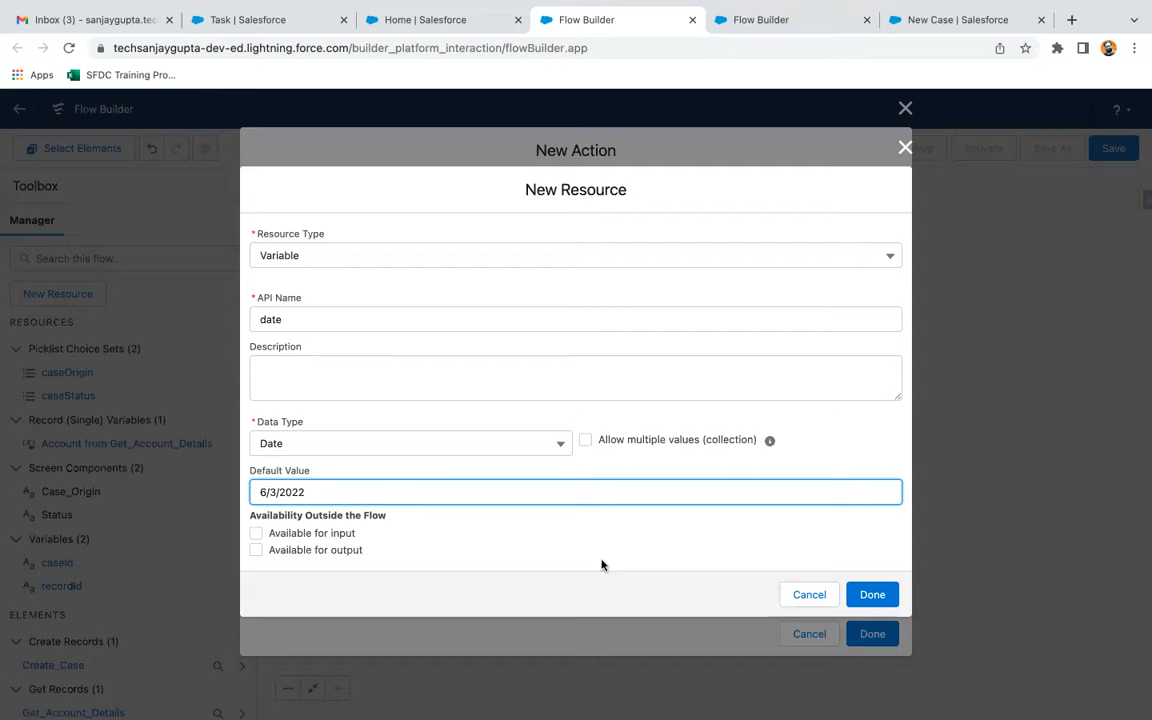 Inbox (3) - sanjaygupta.tec
Task | Salesforce
Home | Salesforce
Flow Builder
Flow Builder
New Case | Salesforce
techsanjaygupta-dev-ed.lightning.force.com/builder_platform_interaction/flowBuilder.app
Apps
SFDC Training Pro...
Flow Builder
?
Select Elements
New Action
Activate
Save As
Save
Toolbox
New Resource
Manager
*Resource Type
Variable
Search this flow...
New Resource
*API Name
date
RESOURCES
Picklist Choice Sets (2)
Description
caseOrigin
caseStatus
Record (Single) Variables (1)
*Data Type
Account from Get_Account_Details
Date
Allow multiple values (collection)
Screen Components (2)
Default Value
Case_Origin
6/3/2022
Status
Availability Outside the Flow
Variables (2)
Available for input
Available for output
caseId
recordId
Cancel
Done
ELEMENTS
Create Records (1)
Cancel
Done
Create_Case
Get Records (1)
Get_Account_Details